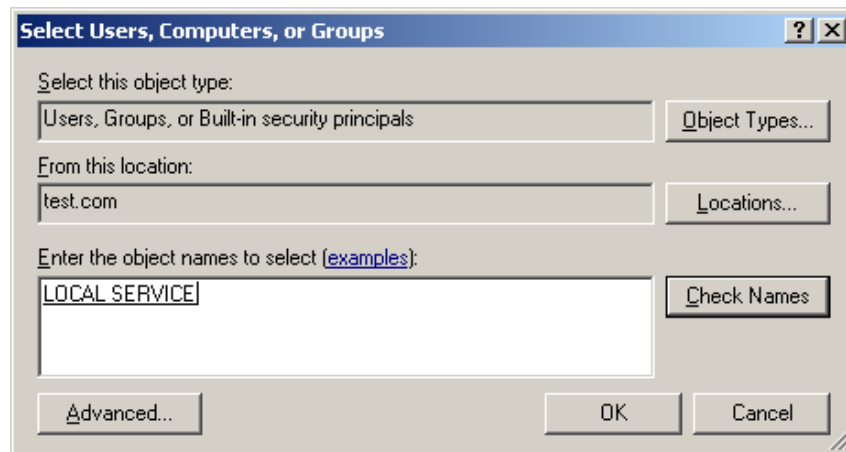 Select Users, Computers, or Groups
Select this object type:
Users, Groups, or Built-in security principals
Object Types...
From this location:
test.com
Locations...
Enter the object names to select (examples):
LOCAL SERVICE
Check Names
Advanced...
OK
Cancel